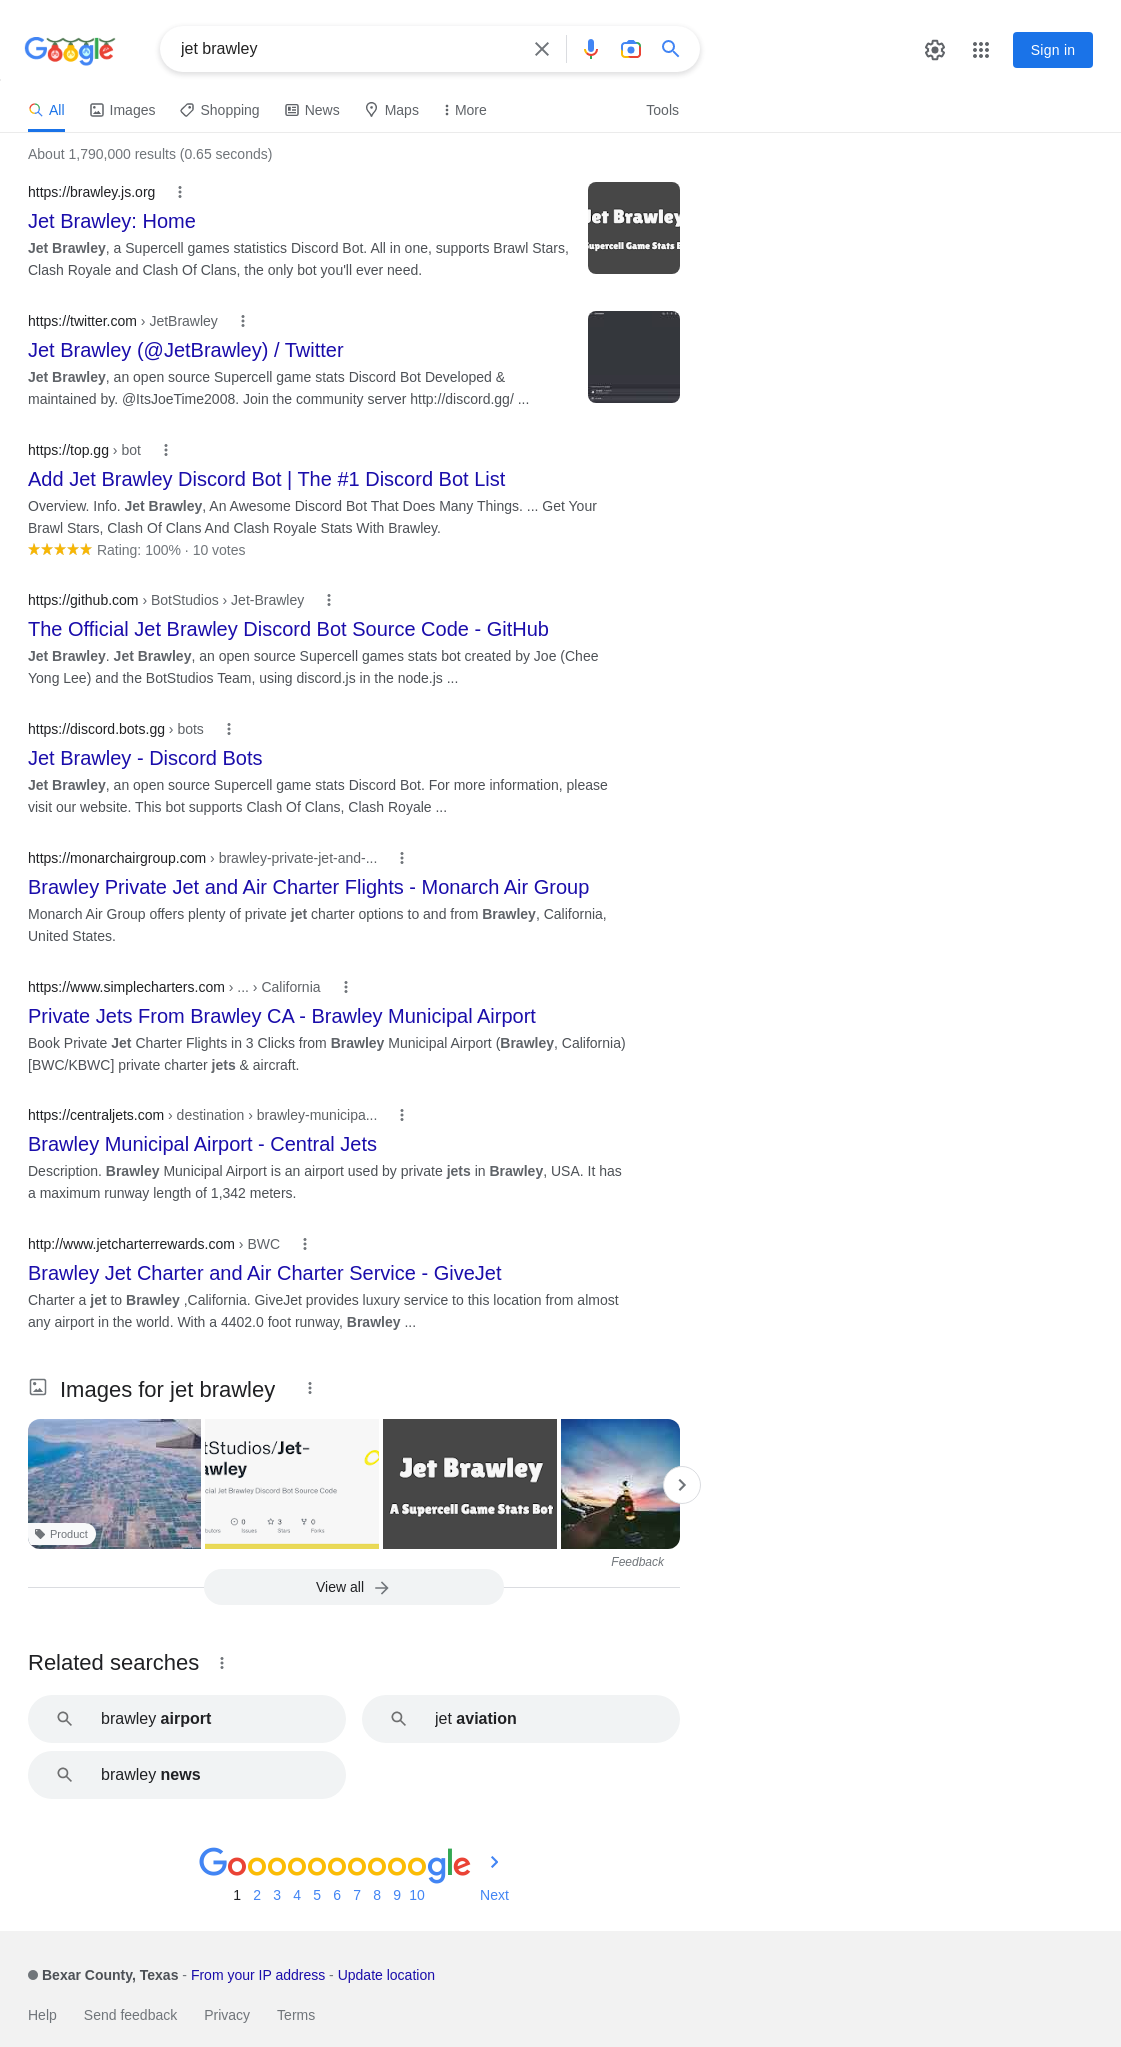 Google
jet brawley
Sign in
All
Images
Shopping
News
Maps
More
Tools
About 1,790,000 results (0.65 seconds)
https://brawley.js.org
Jet Brawley: Home
Jet Brawley, a Supercell games statistics Discord Bot. All in one, supports Brawl Stars,
Clash Royale and Clash Of Clans, the only bot you'll ever need.
Jet Brawley
Supercell Game Stats B
https://twitter.com › JetBrawley
Jet Brawley (@JetBrawley) / Twitter
Jet Brawley, an open source Supercell game stats Discord Bot Developed &
maintained by. @ItsJoeTime2008. Join the community server http://discord.gg/ ...
https://top.gg › bot
Add Jet Brawley Discord Bot | The #1 Discord Bot List
Overview. Info. Jet Brawley, An Awesome Discord Bot That Does Many Things. ... Get Your
Brawl Stars, Clash Of Clans And Clash Royale Stats With Brawley.
Rating: 100% · 10 votes
https://github.com › BotStudios › Jet-Brawley
The Official Jet Brawley Discord Bot Source Code - GitHub
Jet Brawley. Jet Brawley, an open source Supercell games stats bot created by Joe (Chee
Yong Lee) and the BotStudios Team, using discord.js in the node.js ...
https://discord.bots.gg › bots
Jet Brawley - Discord Bots
Jet Brawley, an open source Supercell game stats Discord Bot. For more information, please
visit our website. This bot supports Clash Of Clans, Clash Royale ...
https://monarchairgroup.com › brawley-private-jet-and-...
Brawley Private Jet and Air Charter Flights - Monarch Air Group
Monarch Air Group offers plenty of private jet charter options to and from Brawley, California,
United States.
https://www.simplecharters.com › ... › California
Private Jets From Brawley CA - Brawley Municipal Airport
Book Private Jet Charter Flights in 3 Clicks from Brawley Municipal Airport (Brawley, California)
[BWC/KBWC] private charter jets & aircraft.
https://centraljets.com › destination › brawley-municipa...
Brawley Municipal Airport - Central Jets
Description. Brawley Municipal Airport is an airport used by private jets in Brawley, USA. It has
a maximum runway length of 1,342 meters.
http://www.jetcharterrewards.com › BWC
Brawley Jet Charter and Air Charter Service - GiveJet
Charter a jet to Brawley ,California. GiveJet provides luxury service to this location from almost
any airport in the world. With a 4402.0 foot runway, Brawley ...
Images for jet brawley
Product
tStudios/Jet-
awley
cial Jet Brawley Discord Bot Source Code
0 0 3 0
butors Issues Stars Forks
Jet Brawley
A Supercell Game Stats Bot
Feedback
View all
Related searches
brawley airport
jet aviation
brawley news
Goooooooooogle
1 2 3 4 5 6 7 8 9 10 Next
Bexar County, Texas - From your IP address - Update location
Help Send feedback Privacy Terms